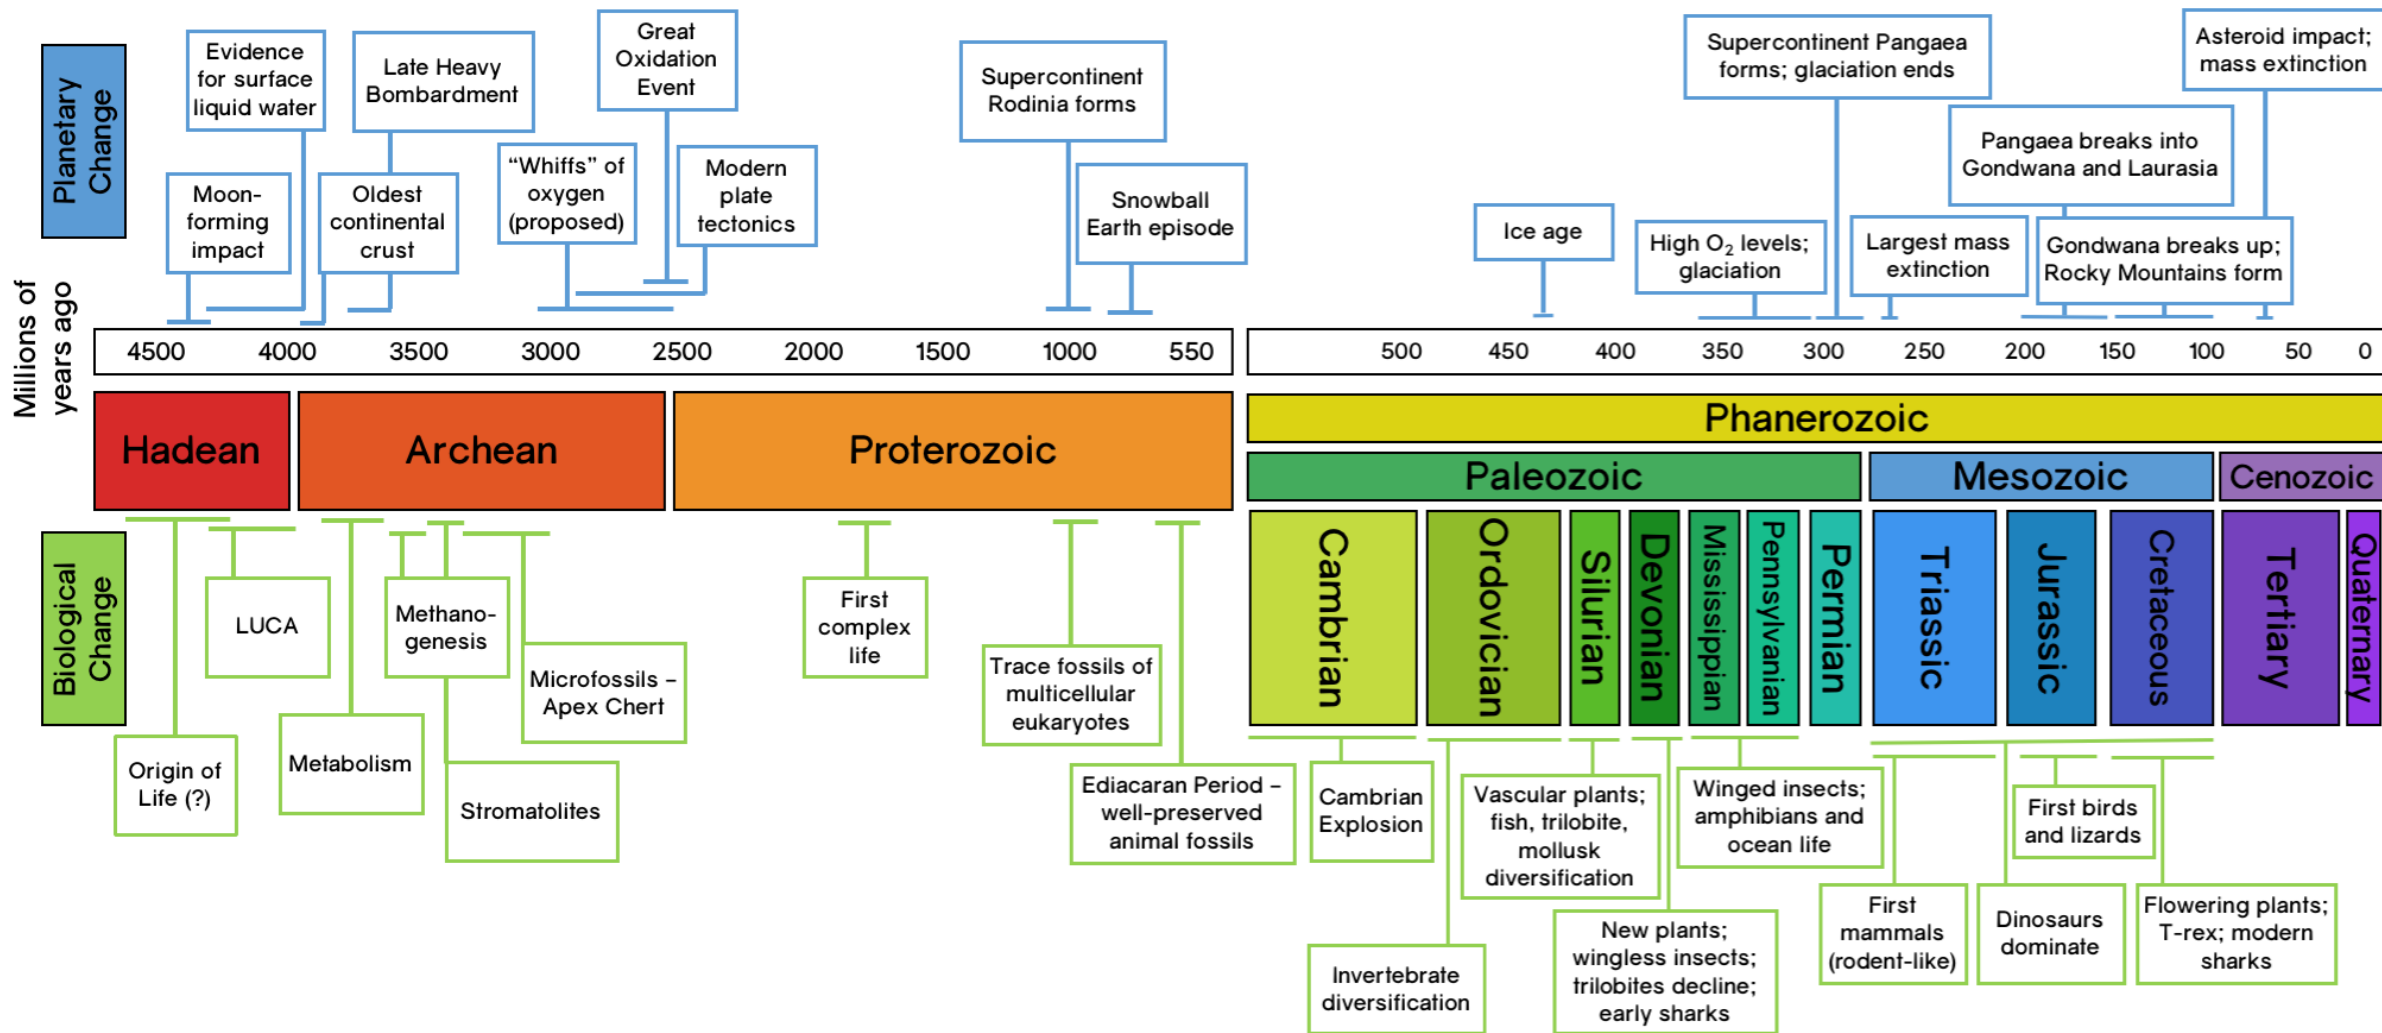 Planetary
Change
Evidence
for surface
liquid water
Late Heavy
Bombardment
Great
Oxidation
Event
Supercontinent
Rodinia forms
Supercontinent Pangaea
forms; glaciation ends
Asteroid impact;
mass extinction
Moon-
forming
impact
Oldest
continental
crust
“Whiffs” of
oxygen
(proposed)
Modern
plate
tectonics
Snowball
Earth episode
Ice age
High O₂ levels;
glaciation
Largest mass
extinction
Pangaea breaks into
Gondwana and Laurasia
Gondwana breaks up;
Rocky Mountains form
Millions of
years ago
4500 4000 3500 3000 2500 2000 1500 1000 550 500 450 400 350 300 250 200 150 100 50 0
Hadean
Archean
Proterozoic
Phanerozoic
Paleozoic
Mesozoic
Cenozoic
Cambrian
Ordovician
Silurian
Devonian
Mississippian
Pennsylvanian
Permian
Triassic
Jurassic
Cretaceous
Tertiary
Quaternary
Biological
Change
Origin of
Life (?)
LUCA
Metabolism
Methano-
genesis
Stromatolites
Microfossils –
Apex Chert
First
complex
life
Trace fossils of
multicellular
eukaryotes
Ediacaran Period –
well-preserved
animal fossils
Cambrian
Explosion
Invertebrate
diversification
Vascular plants;
fish, trilobite,
mollusk
diversification
New plants;
wingless insects;
trilobites decline;
early sharks
Winged insects;
amphibians and
ocean life
First
mammals
(rodent-like)
Dinosaurs
dominate
First birds
and lizards
Flowering plants;
T-rex; modern
sharks